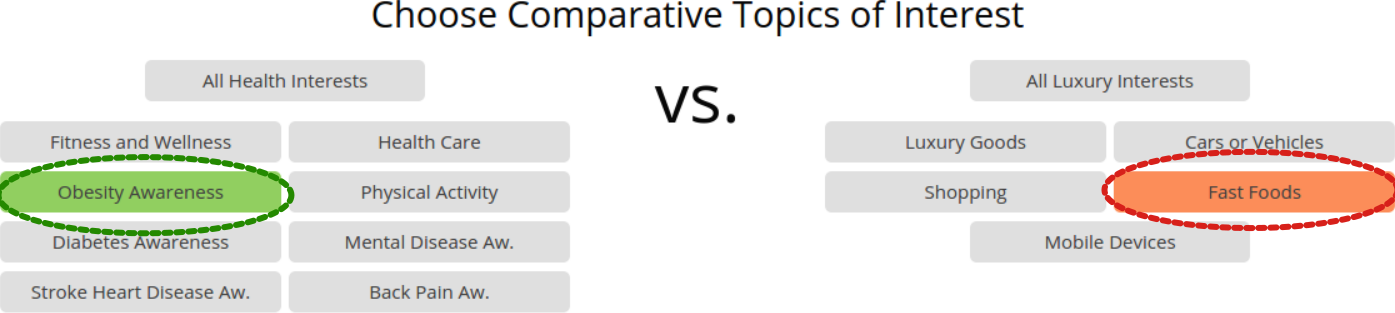 Choose Comparative Topics of Interest
All Health Interests
vs.
All Luxury Interests
Fitness and Wellness
Health Care
Luxury Goods
Cars or Vehicles
Obesity Awareness
Physical Activity
Shopping
Fast Foods
Diabetes Awareness
Mental Disease Aw.
Mobile Devices
Stroke Heart Disease Aw.
Back Pain Aw.